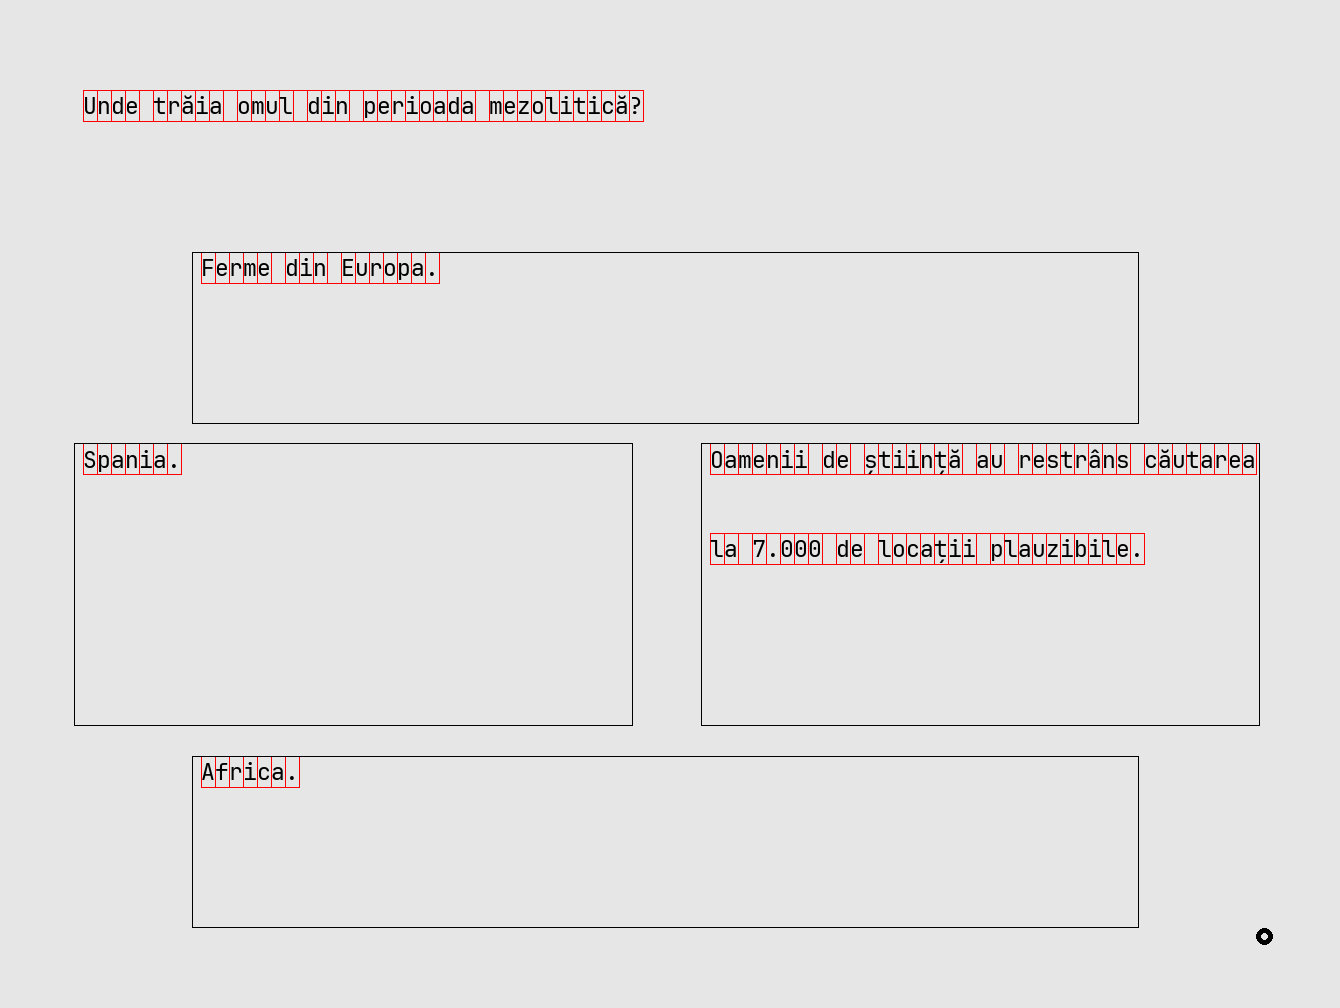 Unde trăia omul din perioada mezolitică?
Ferme din Europa.
Spania.
Oamenii de știință au restrâns căutarea
la 7.000 de locații plauzibile.
Africa.